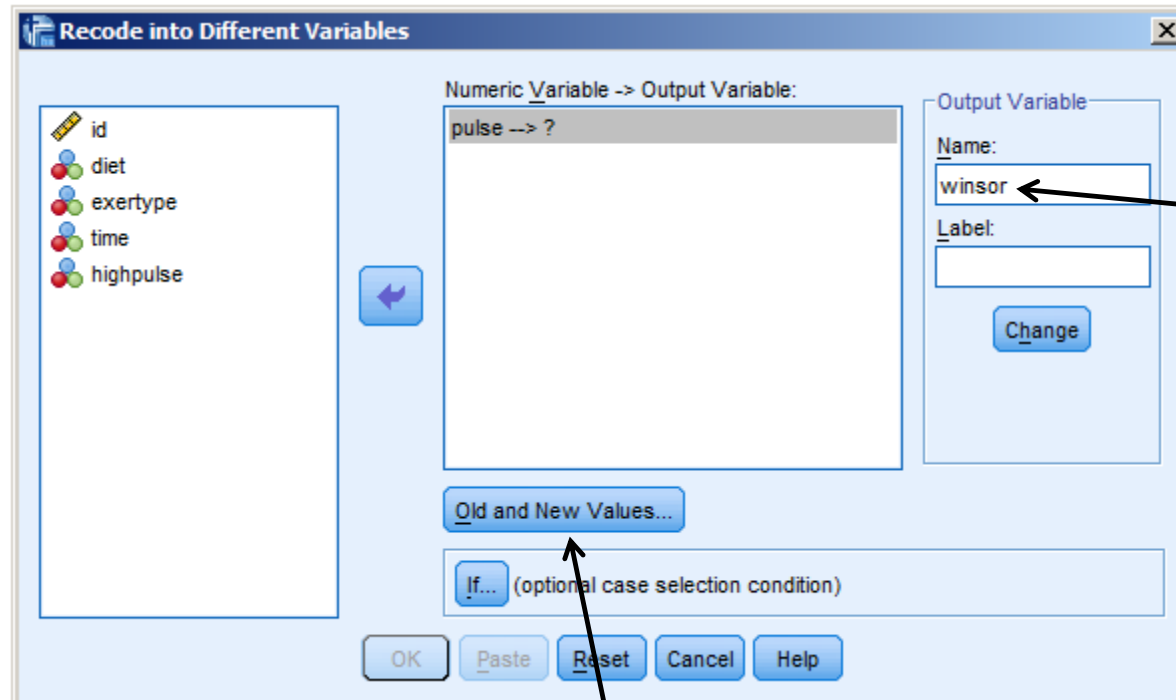 Recode into Different Variables
id
diet
exertype
time
highpulse
Numeric Variable -> Output Variable:
pulse --> ?
Output Variable
Name:
winsor
Label:
Change
Old and New Values...
If... (optional case selection condition)
OK Paste Reset Cancel Help